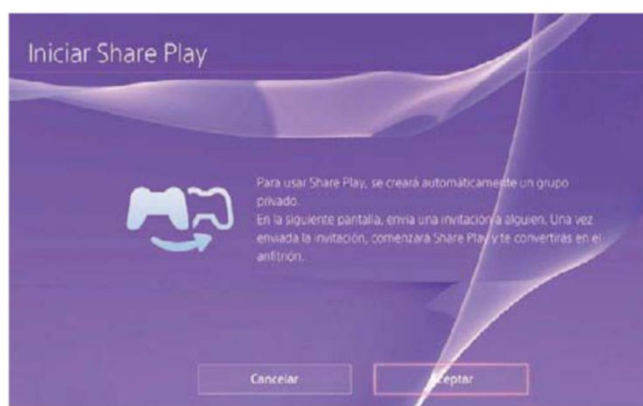 Iniciar Share Play
Para usar Share Play, se creará automáticamente un grupo
privado.
En la siguiente pantalla, envía una invitación a alguien. Una vez
enviada la invitación, comenzará Share Play y te convertirás en el
anfitrión.
Cancelar
Aceptar